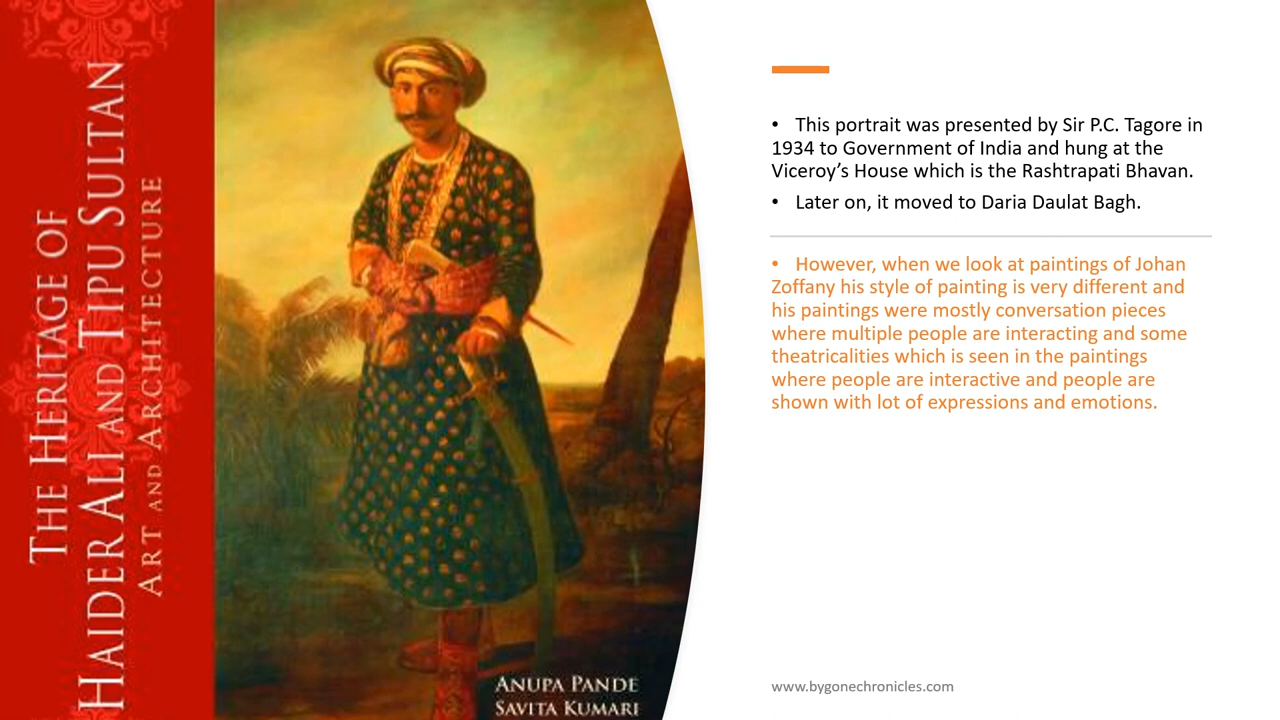 THE HERITAGE OF
HAIDER ALI AND TIPU SULTAN
ART AND ARCHITECTURE
ANUPA PANDE
SAVITA KUMARI
• This portrait was presented by Sir P.C. Tagore in
1934 to Government of India and hung at the
Viceroy’s House which is the Rashtrapati Bhavan.
• Later on, it moved to Daria Daulat Bagh.
• However, when we look at paintings of Johan
Zoffany his style of painting is very different and
his paintings were mostly conversation pieces
where multiple people are interacting and some
theatricalities which is seen in the paintings
where people are interactive and people are
shown with lot of expressions and emotions.
www.bygonechronicles.com